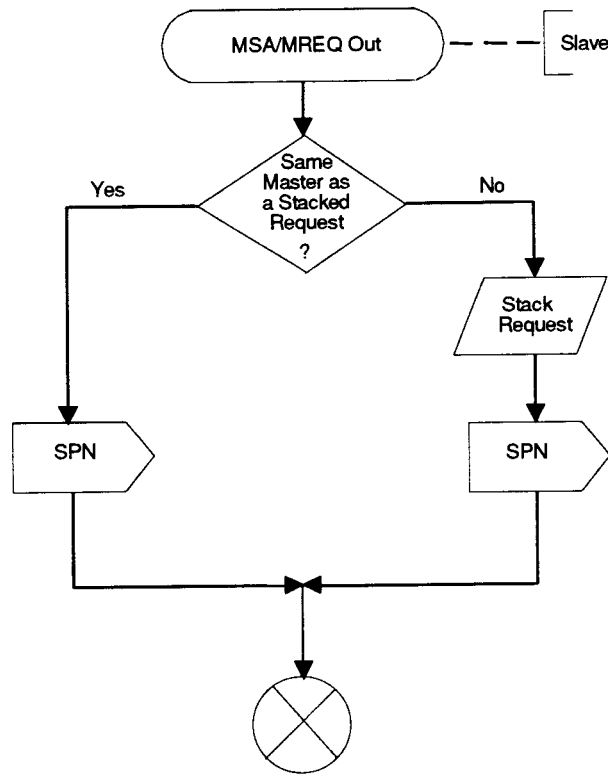 MSA/MREQ Out
Slave
Same
Master as
a Stacked
Request
?
Yes
No
Stack
Request
SPN
SPN